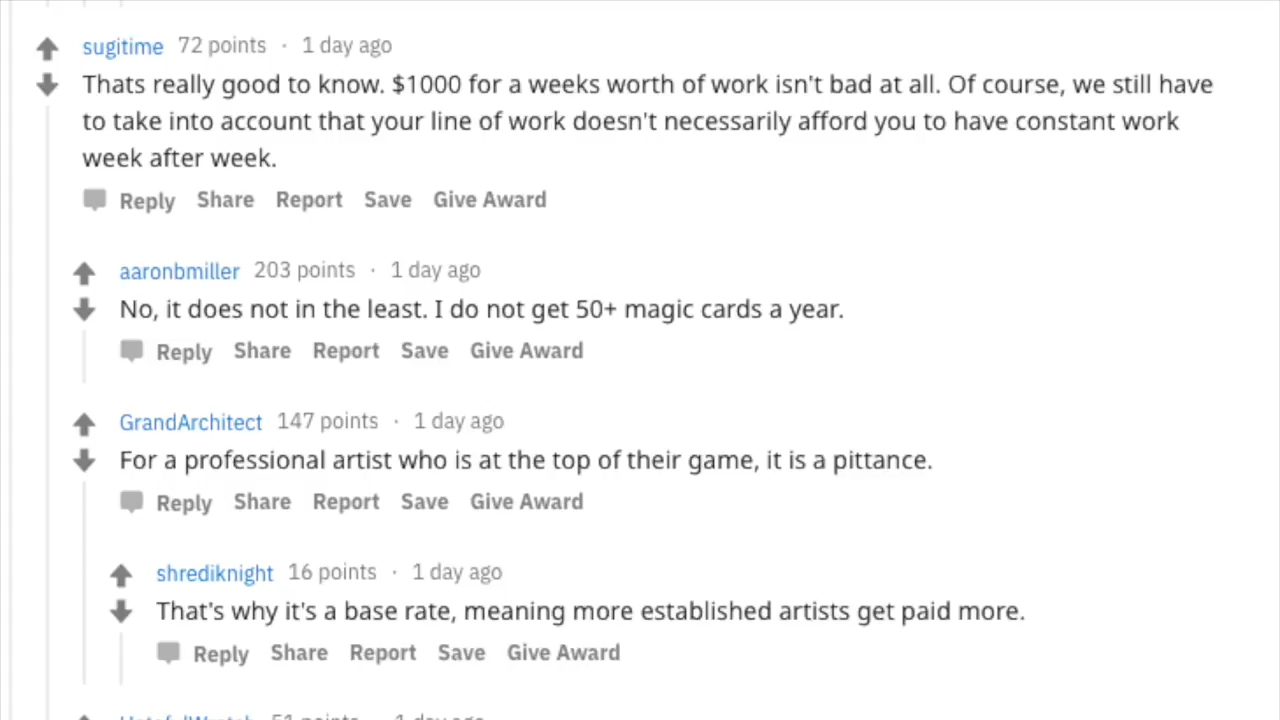 sugitime 72 points · 1 day ago
Thats really good to know. $1000 for a weeks worth of work isn't bad at all. Of course, we still have
to take into account that your line of work doesn't necessarily afford you to have constant work
week after week.
Reply Share Report Save Give Award
aaronbmiller 203 points · 1 day ago
No, it does not in the least. I do not get 50+ magic cards a year.
Reply Share Report Save Give Award
GrandArchitect 147 points · 1 day ago
For a professional artist who is at the top of their game, it is a pittance.
Reply Share Report Save Give Award
shrediknight 16 points · 1 day ago
That's why it's a base rate, meaning more established artists get paid more.
Reply Share Report Save Give Award
51 points · 1 day ago